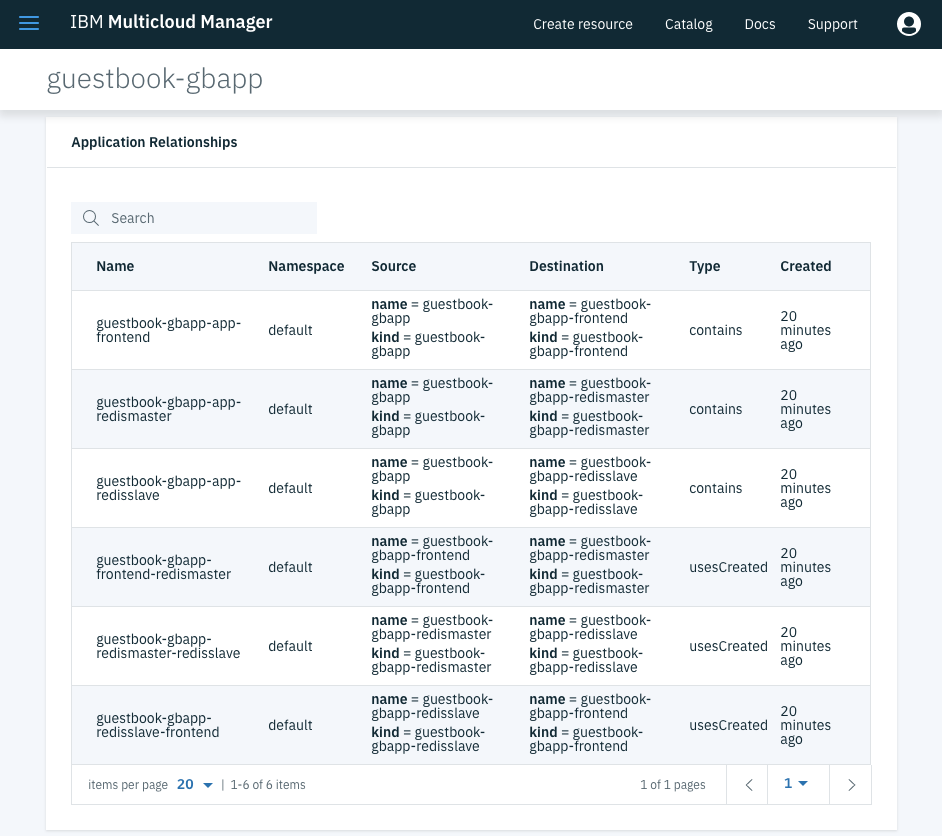 IBM Multicloud Manager
Create resource
Catalog
Docs
Support
guestbook-gbapp
Application Relationships
Search
Name Namespace Source Destination Type Created
guestbook-gbapp-app-
frontend
default
name = guestbook-
gbapp
kind = guestbook-
gbapp
name = guestbook-
gbapp-frontend
kind = guestbook-
gbapp-frontend
contains
20
minutes
ago
guestbook-gbapp-app-
redismaster
default
name = guestbook-
gbapp
kind = guestbook-
gbapp
name = guestbook-
gbapp-redismaster
kind = guestbook-
gbapp-redismaster
contains
20
minutes
ago
guestbook-gbapp-app-
redisslave
default
name = guestbook-
gbapp
kind = guestbook-
gbapp
name = guestbook-
gbapp-redisslave
kind = guestbook-
gbapp-redisslave
contains
20
minutes
ago
guestbook-gbapp-
frontend-redismaster
default
name = guestbook-
gbapp-frontend
kind = guestbook-
gbapp-frontend
name = guestbook-
gbapp-redismaster
kind = guestbook-
gbapp-redismaster
usesCreated
20
minutes
ago
guestbook-gbapp-
redismaster-redisslave
default
name = guestbook-
gbapp-redismaster
kind = guestbook-
gbapp-redismaster
name = guestbook-
gbapp-redisslave
kind = guestbook-
gbapp-redisslave
usesCreated
20
minutes
ago
guestbook-gbapp-
redisslave-frontend
default
name = guestbook-
gbapp-redisslave
kind = guestbook-
gbapp-redisslave
name = guestbook-
gbapp-frontend
kind = guestbook-
gbapp-frontend
usesCreated
20
minutes
ago
items per page 20 | 1-6 of 6 items
1 of 1 pages
1